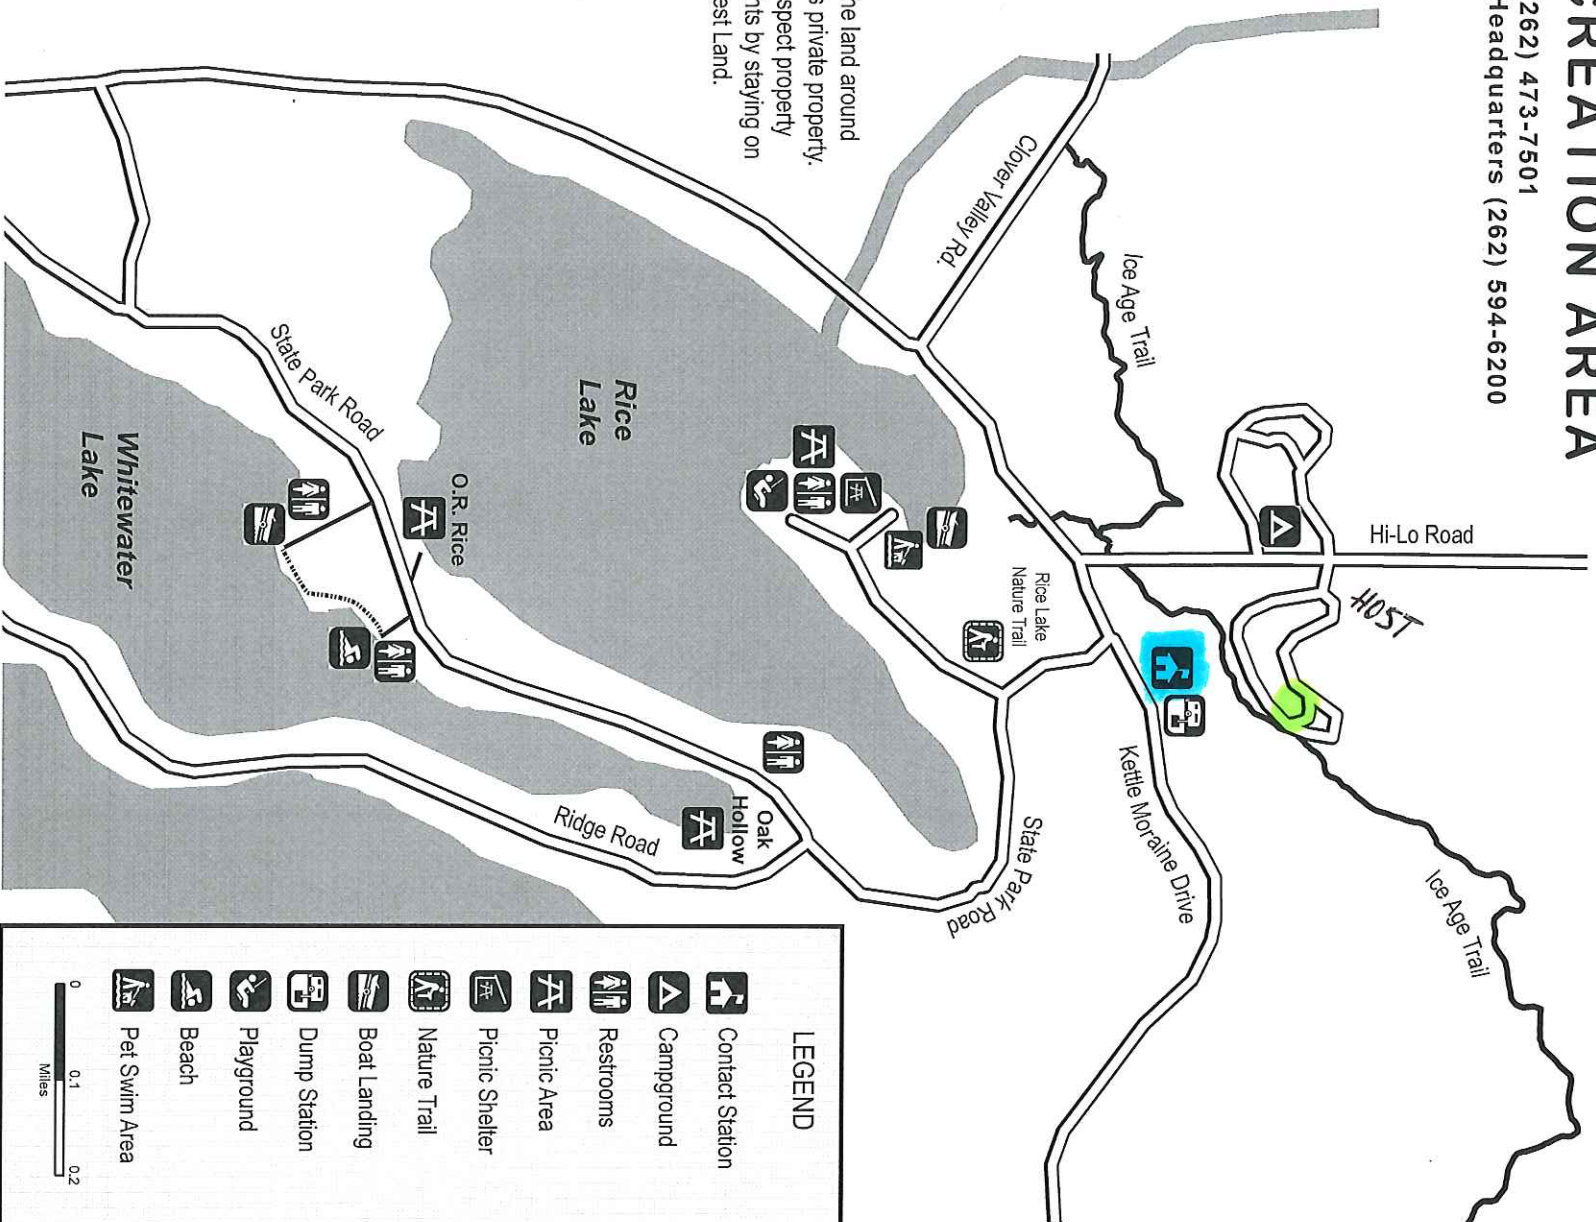 CREATION AREA
262) 473-7501
Headquarters (262) 594-6200
ne land around
s private property.
spect property
nts by staying on
est Land.
Clover Valley Rd.
Ice Age Trail
Hi-Lo Road
HOST
Rice
Lake
Rice Lake
Nature Trail
State Park Road
O.R. Rice
Whitewater
Lake
Kettle Moraine Drive
Ice Age Trail
State Park Road
Oak
Hollow
Ridge Road
LEGEND
Contact Station
Campground
Restrooms
Picnic Area
Picnic Shelter
Nature Trail
Boat Landing
Dump Station
Playground
Beach
Pet Swim Area
0 0.1 0.2
Miles